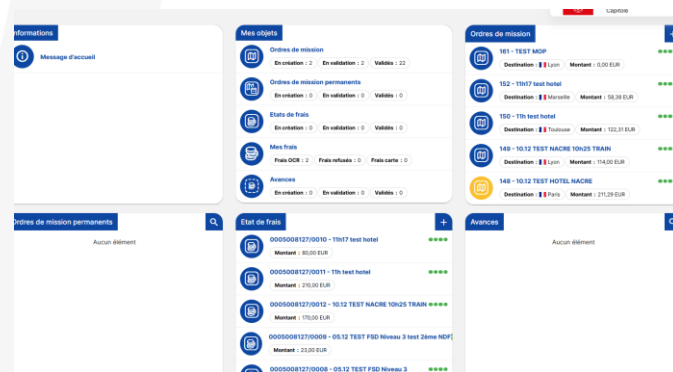 Capitole
nformations
Message d'accueil
Mes objets
Ordres de mission
En création : 2 En validation : 2 Validés : 22
Ordres de mission permanents
En création : 0 En validation : 0 Validés : 0
Etats de frais
En création : 0 En validation : 0 Validés : 0
Mes frais
Frais OCR : 2 Frais refusés : 0 Frais carte : 0
Avances
En création : 0 En validation : 0 Validés : 0
Ordres de mission
161 - TEST MOP
Destination : Lyon Montant : 0,00 EUR
152 - 11h17 test hotel
Destination : Marseille Montant : 58,38 EUR
150 - 11h test hotel
Destination : Toulouse Montant : 122,31 EUR
149 - 10.12 TEST NACRE 10h25 TRAIN
Destination : Lyon Montant : 114,00 EUR
148 - 10.12 TEST HOTEL NACRE
Destination : Paris Montant : 211,29 EUR
Ordres de mission permanents
Aucun élément
Etat de frais +
0005008127/0010 - 11h17 test hotel
Montant : 80,00 EUR
0005008127/0011 - 11h test hotel
Montant : 210,00 EUR
0005008127/0012 - 10.12 TEST NACRE 10h25 TRAIN
Montant : 170,00 EUR
0005008127/0009 - 05.12 TEST FSD Niveau 3 test 2ème NDF
Montant : 23,00 EUR
0005008127/0008 - 05.12 TEST FSD Niveau 3
Avances
Aucun élément